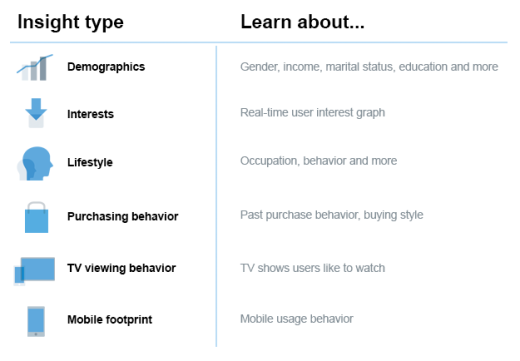 Insight type Learn about...
Demographics Gender, income, marital status, education and more
Interests Real-time user interest graph
Lifestyle Occupation, behavior and more
Purchasing behavior Past purchase behavior, buying style
TV viewing behavior TV shows users like to watch
Mobile footprint Mobile usage behavior